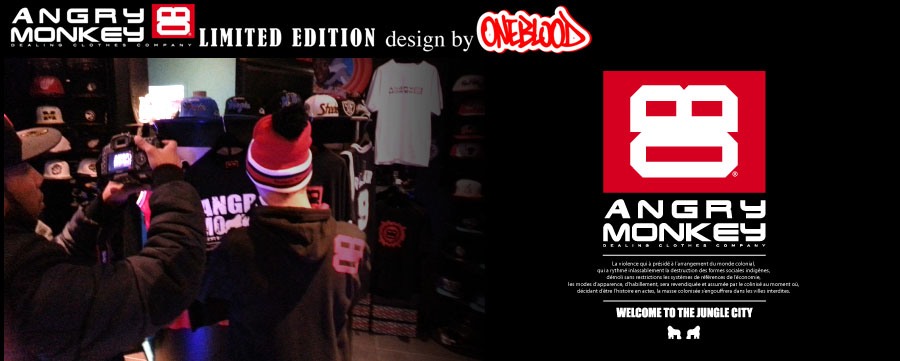 ANGRY
MONKEY
DEALING CLOTHES COMPANY
LIMITED EDITION design by ONEBLOOD
ANGRY
ANGRY
MONKEY
DEALING CLOTHES COMPANY
La violence qui à présidé à l'arrangement du monde colonial,
qui a rythmé inlassablement la destruction des formes sociales indigénes,
démoli sans restrictions les systèmes de références de l'économie,
les modes d'apparence, d'habillement, sera revendiquée et assumée par le colinisé au moment où,
décidant d'être l'histoire en actes, la masse colonisée s'engouffrera dans les villes interdites.
WELCOME TO THE JUNGLE CITY